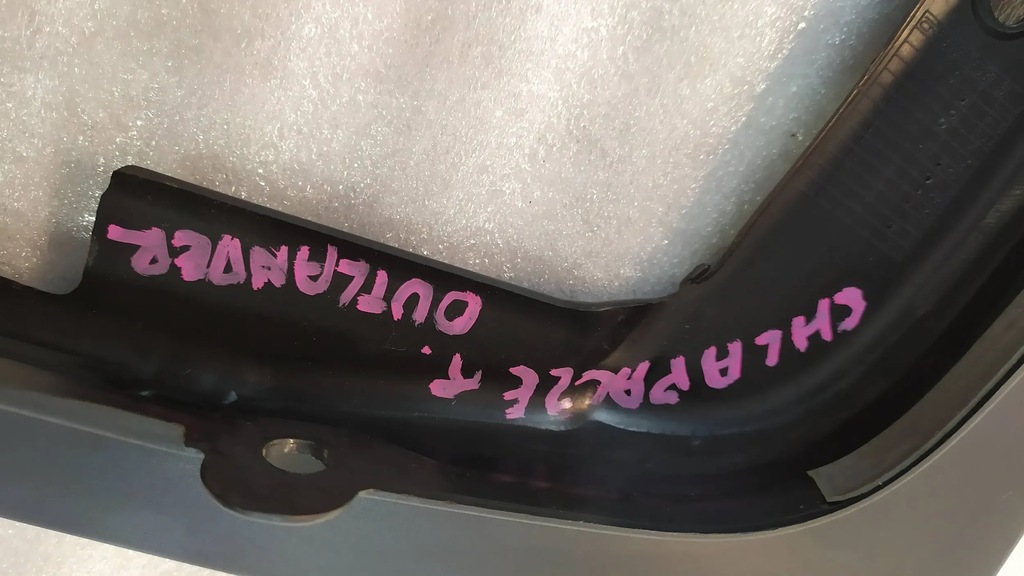 CHLAPACZE T.
OUTLANDER